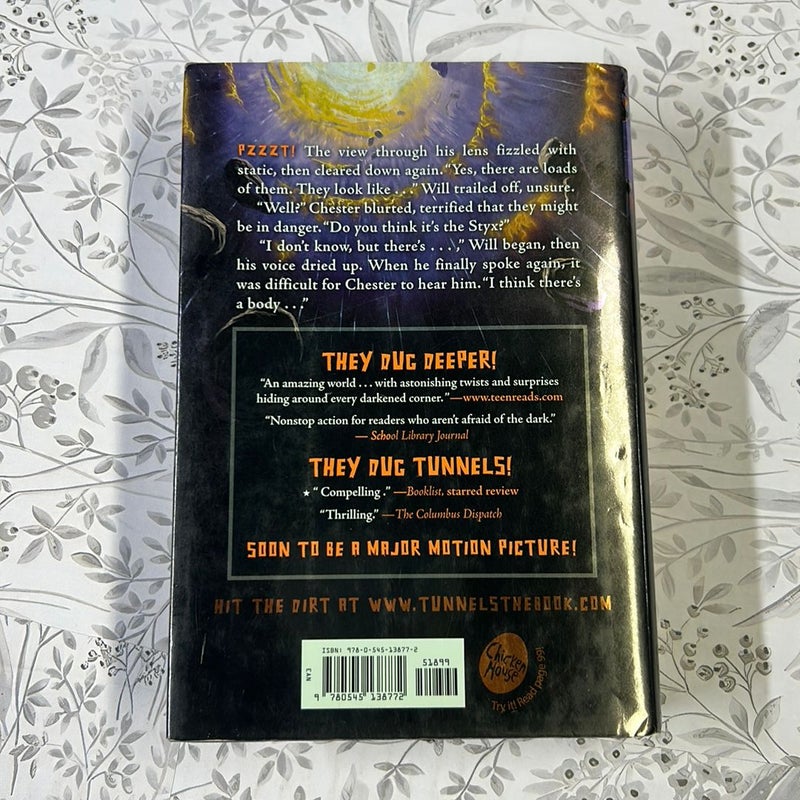 PZZZT! The view through his lens fizzled with
static, then cleared down again. “Yes, there are loads
of them. They look like . . .” Will trailed off, unsure.
“Well?” Chester blurted, terrified that they might
be in danger. “Do you think it’s the Styx?”
“I don’t know, but there’s . . . ,” Will began, then
his voice dried up. When he finally spoke again, it
was difficult for Chester to hear him. “I think there’s
a body . . .”
THEY DUG DEEPER!
“An amazing world . . . with astonishing twists and surprises
hiding around every darkened corner.”—www.teenreads.com
“Nonstop action for readers who aren’t afraid of the dark.”
— School Library Journal
THEY DUG TUNNELS!
★ “ Compelling .” —Booklist, starred review
“Thrilling.” —The Columbus Dispatch
SOON TO BE A MAJOR MOTION PICTURE!
HIT THE DIRT AT WWW.TUNNELSTHEBOOK.COM
ISBN: 978-0-545-13877-2
51899
EAN
9 780545 138772
Chicken
House
Try it! Read page 99!